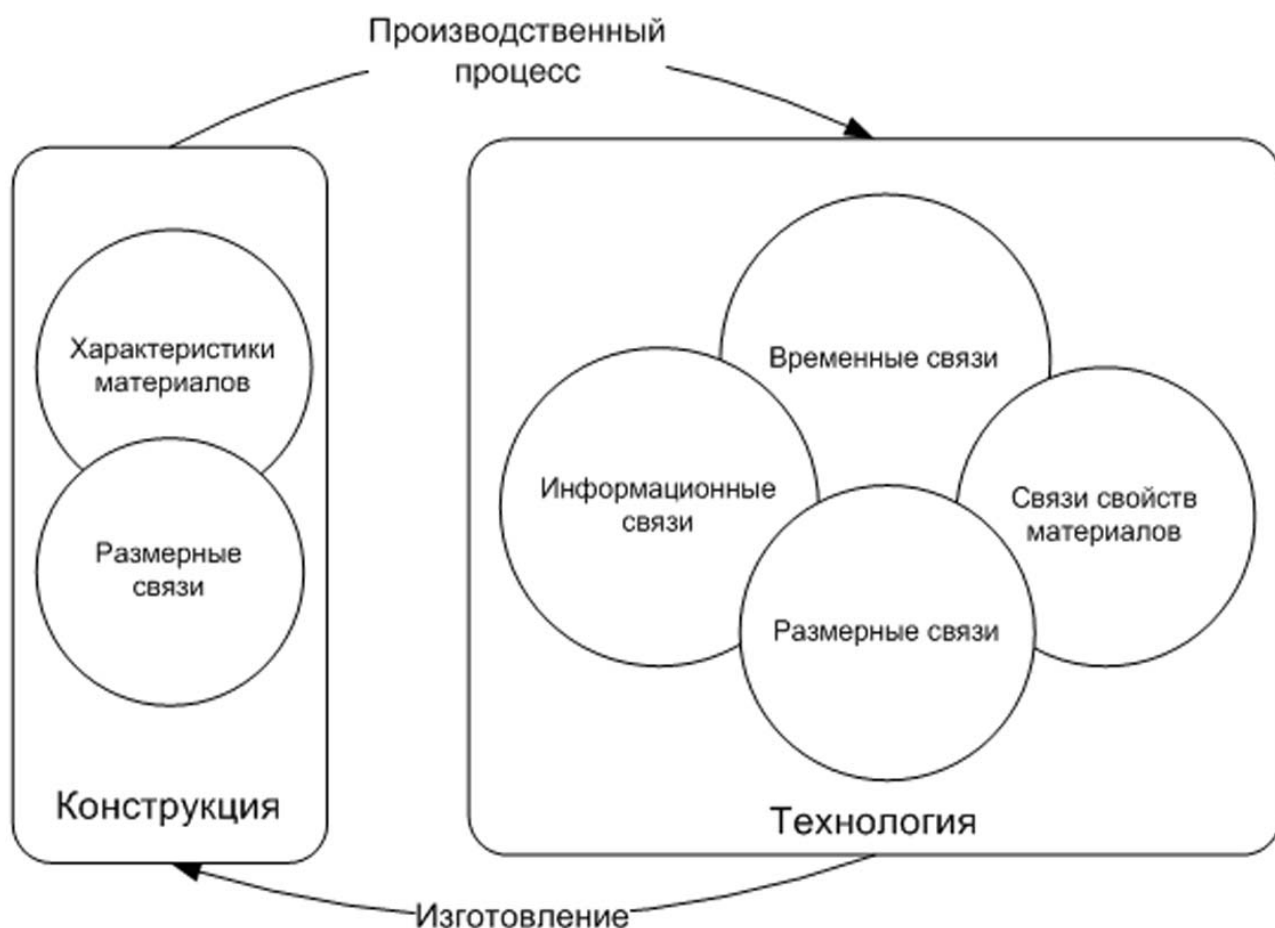 Производственный
процесс
Характеристики
материалов
Размерные
связи
Конструкция
Временные связи
Информационные
связи
Связи свойств
материалов
Размерные связи
Технология
Изготовление